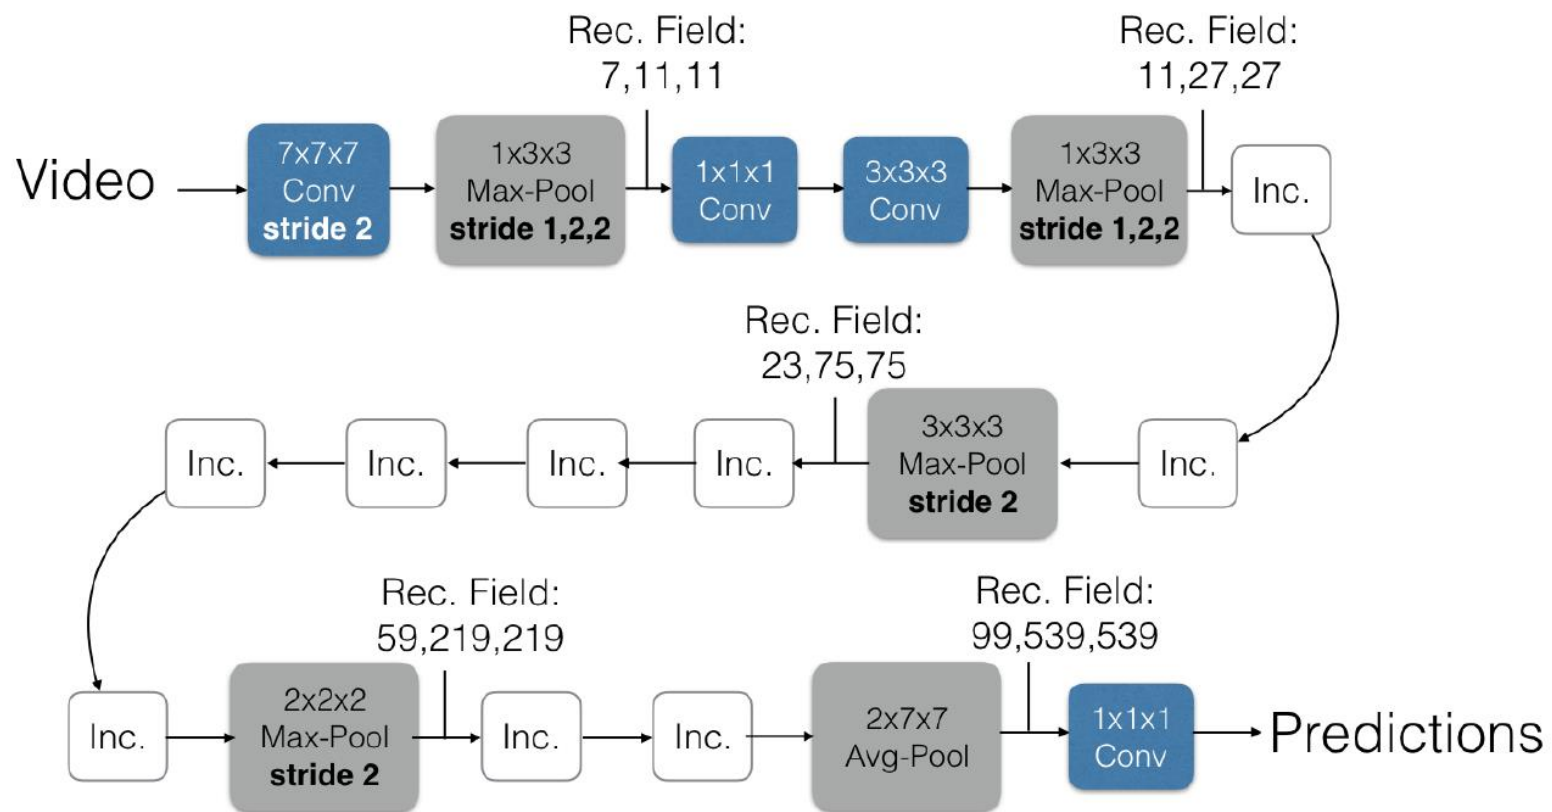 Rec. Field:
7,11,11
Rec. Field:
11,27,27
Video
7x7x7
Conv
stride 2
1x3x3
Max-Pool
stride 1,2,2
1x1x1
Conv
3x3x3
Conv
1x3x3
Max-Pool
stride 1,2,2
Inc.
Rec. Field:
23,75,75
Inc.
Inc.
Inc.
Inc.
3x3x3
Max-Pool
stride 2
Inc.
Rec. Field:
59,219,219
Rec. Field:
99,539,539
Inc.
2x2x2
Max-Pool
stride 2
Inc.
Inc.
2x7x7
Avg-Pool
1x1x1
Conv
Predictions